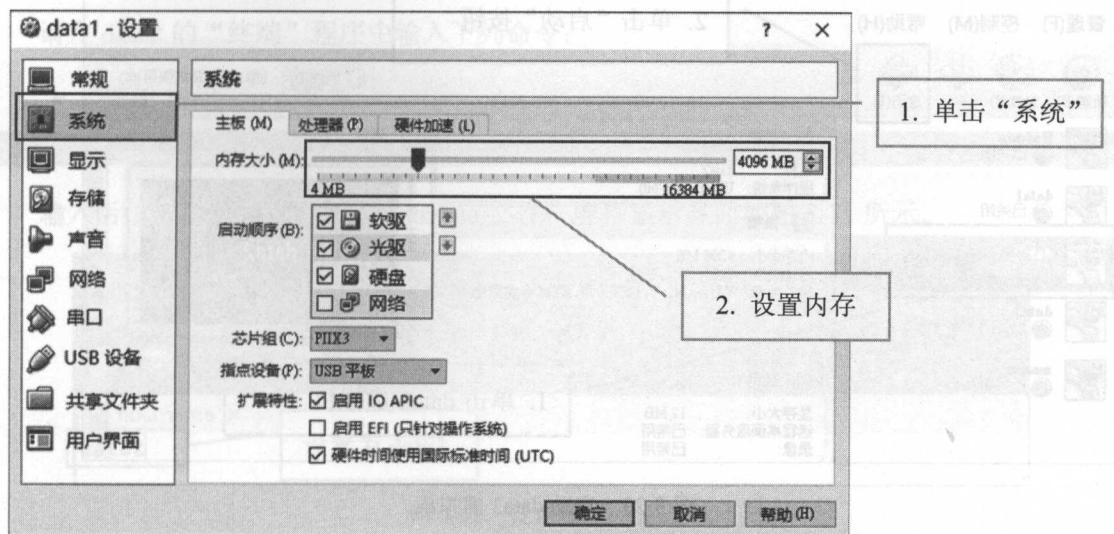 data1 - 设置
? ×
常规
系统
显示
存储
声音
网络
串口
USB 设备
共享文件夹
用户界面
系统
主板 (M) 处理器 (P) 硬件加速 (L)
内存大小 (M):
4096 MB
4 MB 16384 MB
启动顺序 (B):
软驱
光驱
硬盘
网络
芯片组 (C): PIIX3
指点设备 (P): USB 平板
扩展特性: 启用 IO APIC
启用 EFI (只针对操作系统)
硬件时间使用国际标准时间 (UTC)
确定 取消 帮助 (H)
1. 单击“系统”
2. 设置内存